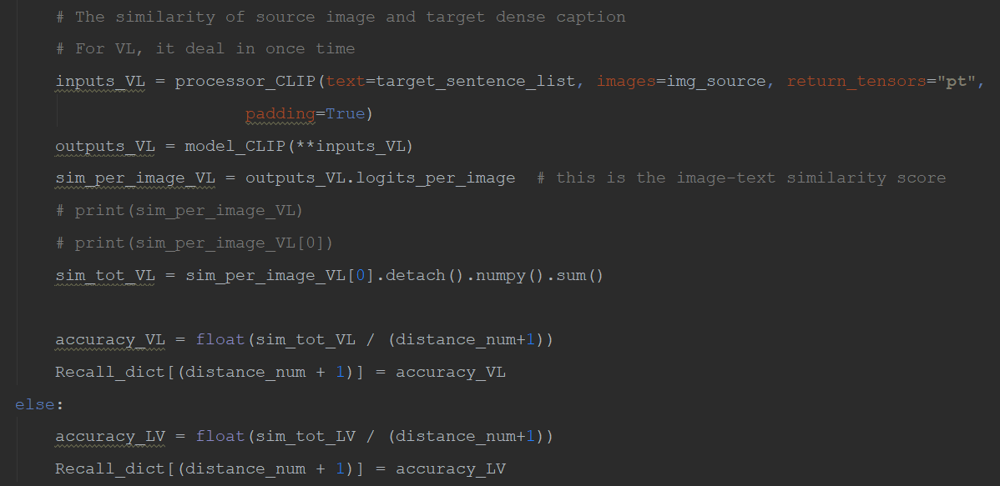 # The similarity of source image and target dense caption
# For VL, it deal in once time
inputs_VL = processor_CLIP(text=target_sentence_list, images=img_source, return_tensors="pt",
padding=True)
outputs_VL = model_CLIP(**inputs_VL)
sim_per_image_VL = outputs_VL.logits_per_image  # this is the image-text similarity score
# print(sim_per_image_VL)
# print(sim_per_image_VL[0])
sim_tot_VL = sim_per_image_VL[0].detach().numpy().sum()
accuracy_VL = float(sim_tot_VL / (distance_num+1))
Recall_dict[(distance_num + 1)] = accuracy_VL
else:
accuracy_LV = float(sim_tot_LV / (distance_num+1))
Recall_dict[(distance_num + 1)] = accuracy_LV